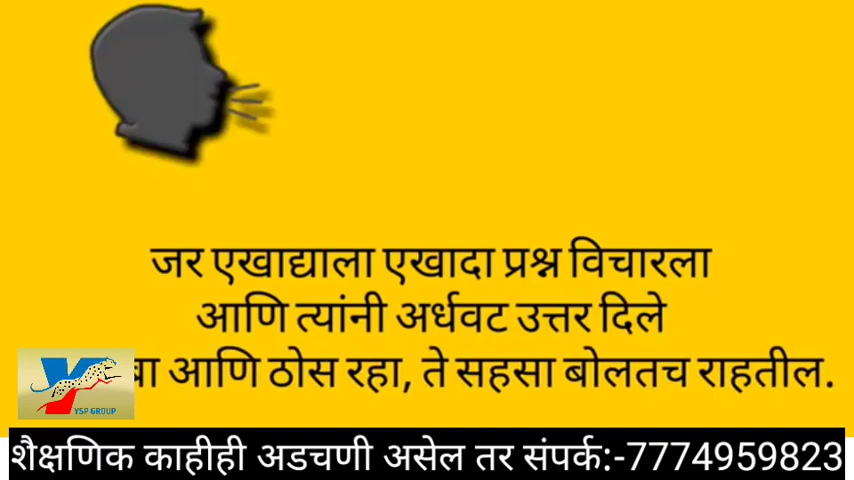 जर एखाद्याला एखादा प्रश्न विचारला
आणि त्यांनी अर्धवट उत्तर दिले
आणि ठोस रहा, ते सहसा बोलतच राहतील.
YSP GROUP
शैक्षणिक काहीही अडचणी असेल तर संपर्क:-7774959823